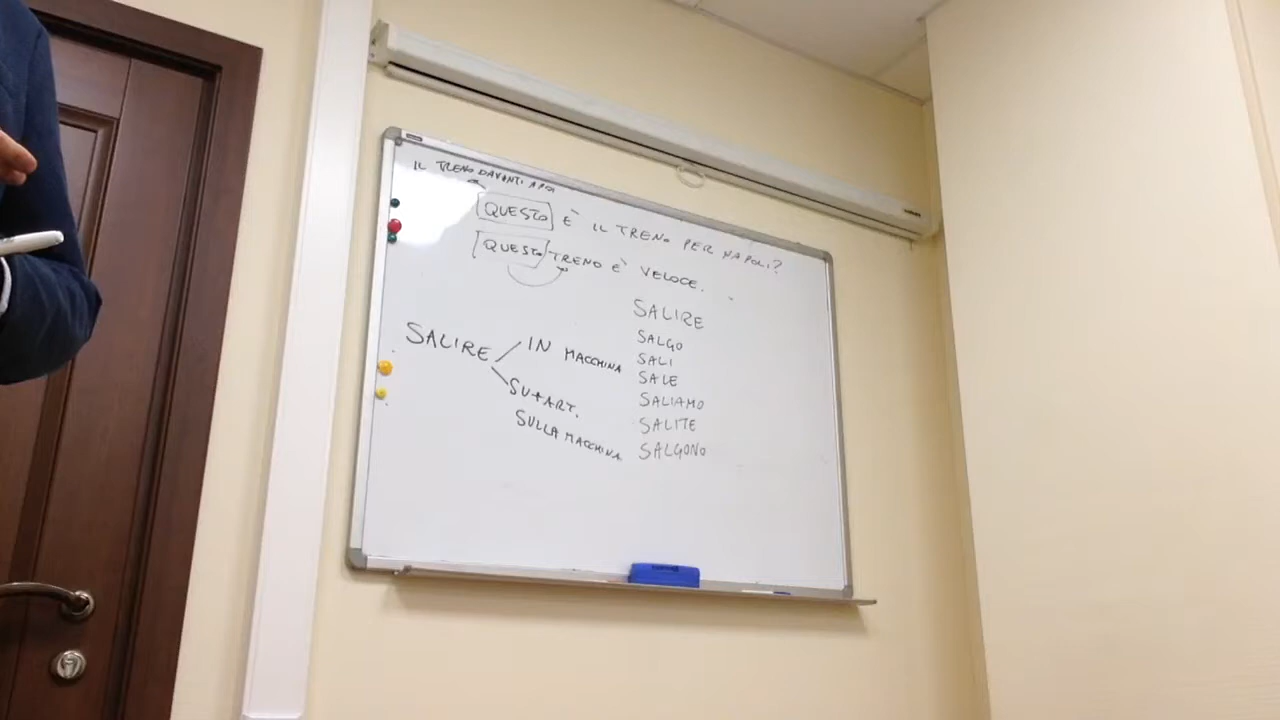 IL TRENO DAVANTI A NOI
QUESTO È IL TRENO PER NAPOLI?
QUESTO TRENO È VELOCE.
SALIRE
SALGO
SALI
SALE
SALIAMO
SALITE
SALGONO
SALIRE
IN MACCHINA
SU+ART.
SULLA MACCHINA